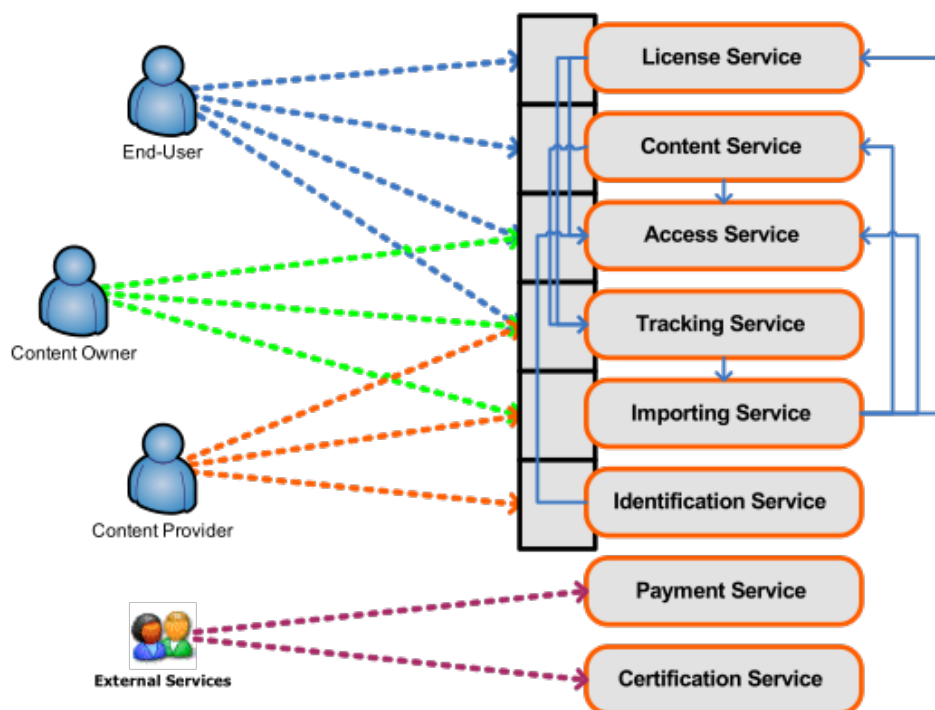 License Service
End-User
Content Service
Access Service
Content Owner
Tracking Service
Importing Service
Content Provider
Identification Service
Payment Service
External Services
Certification Service